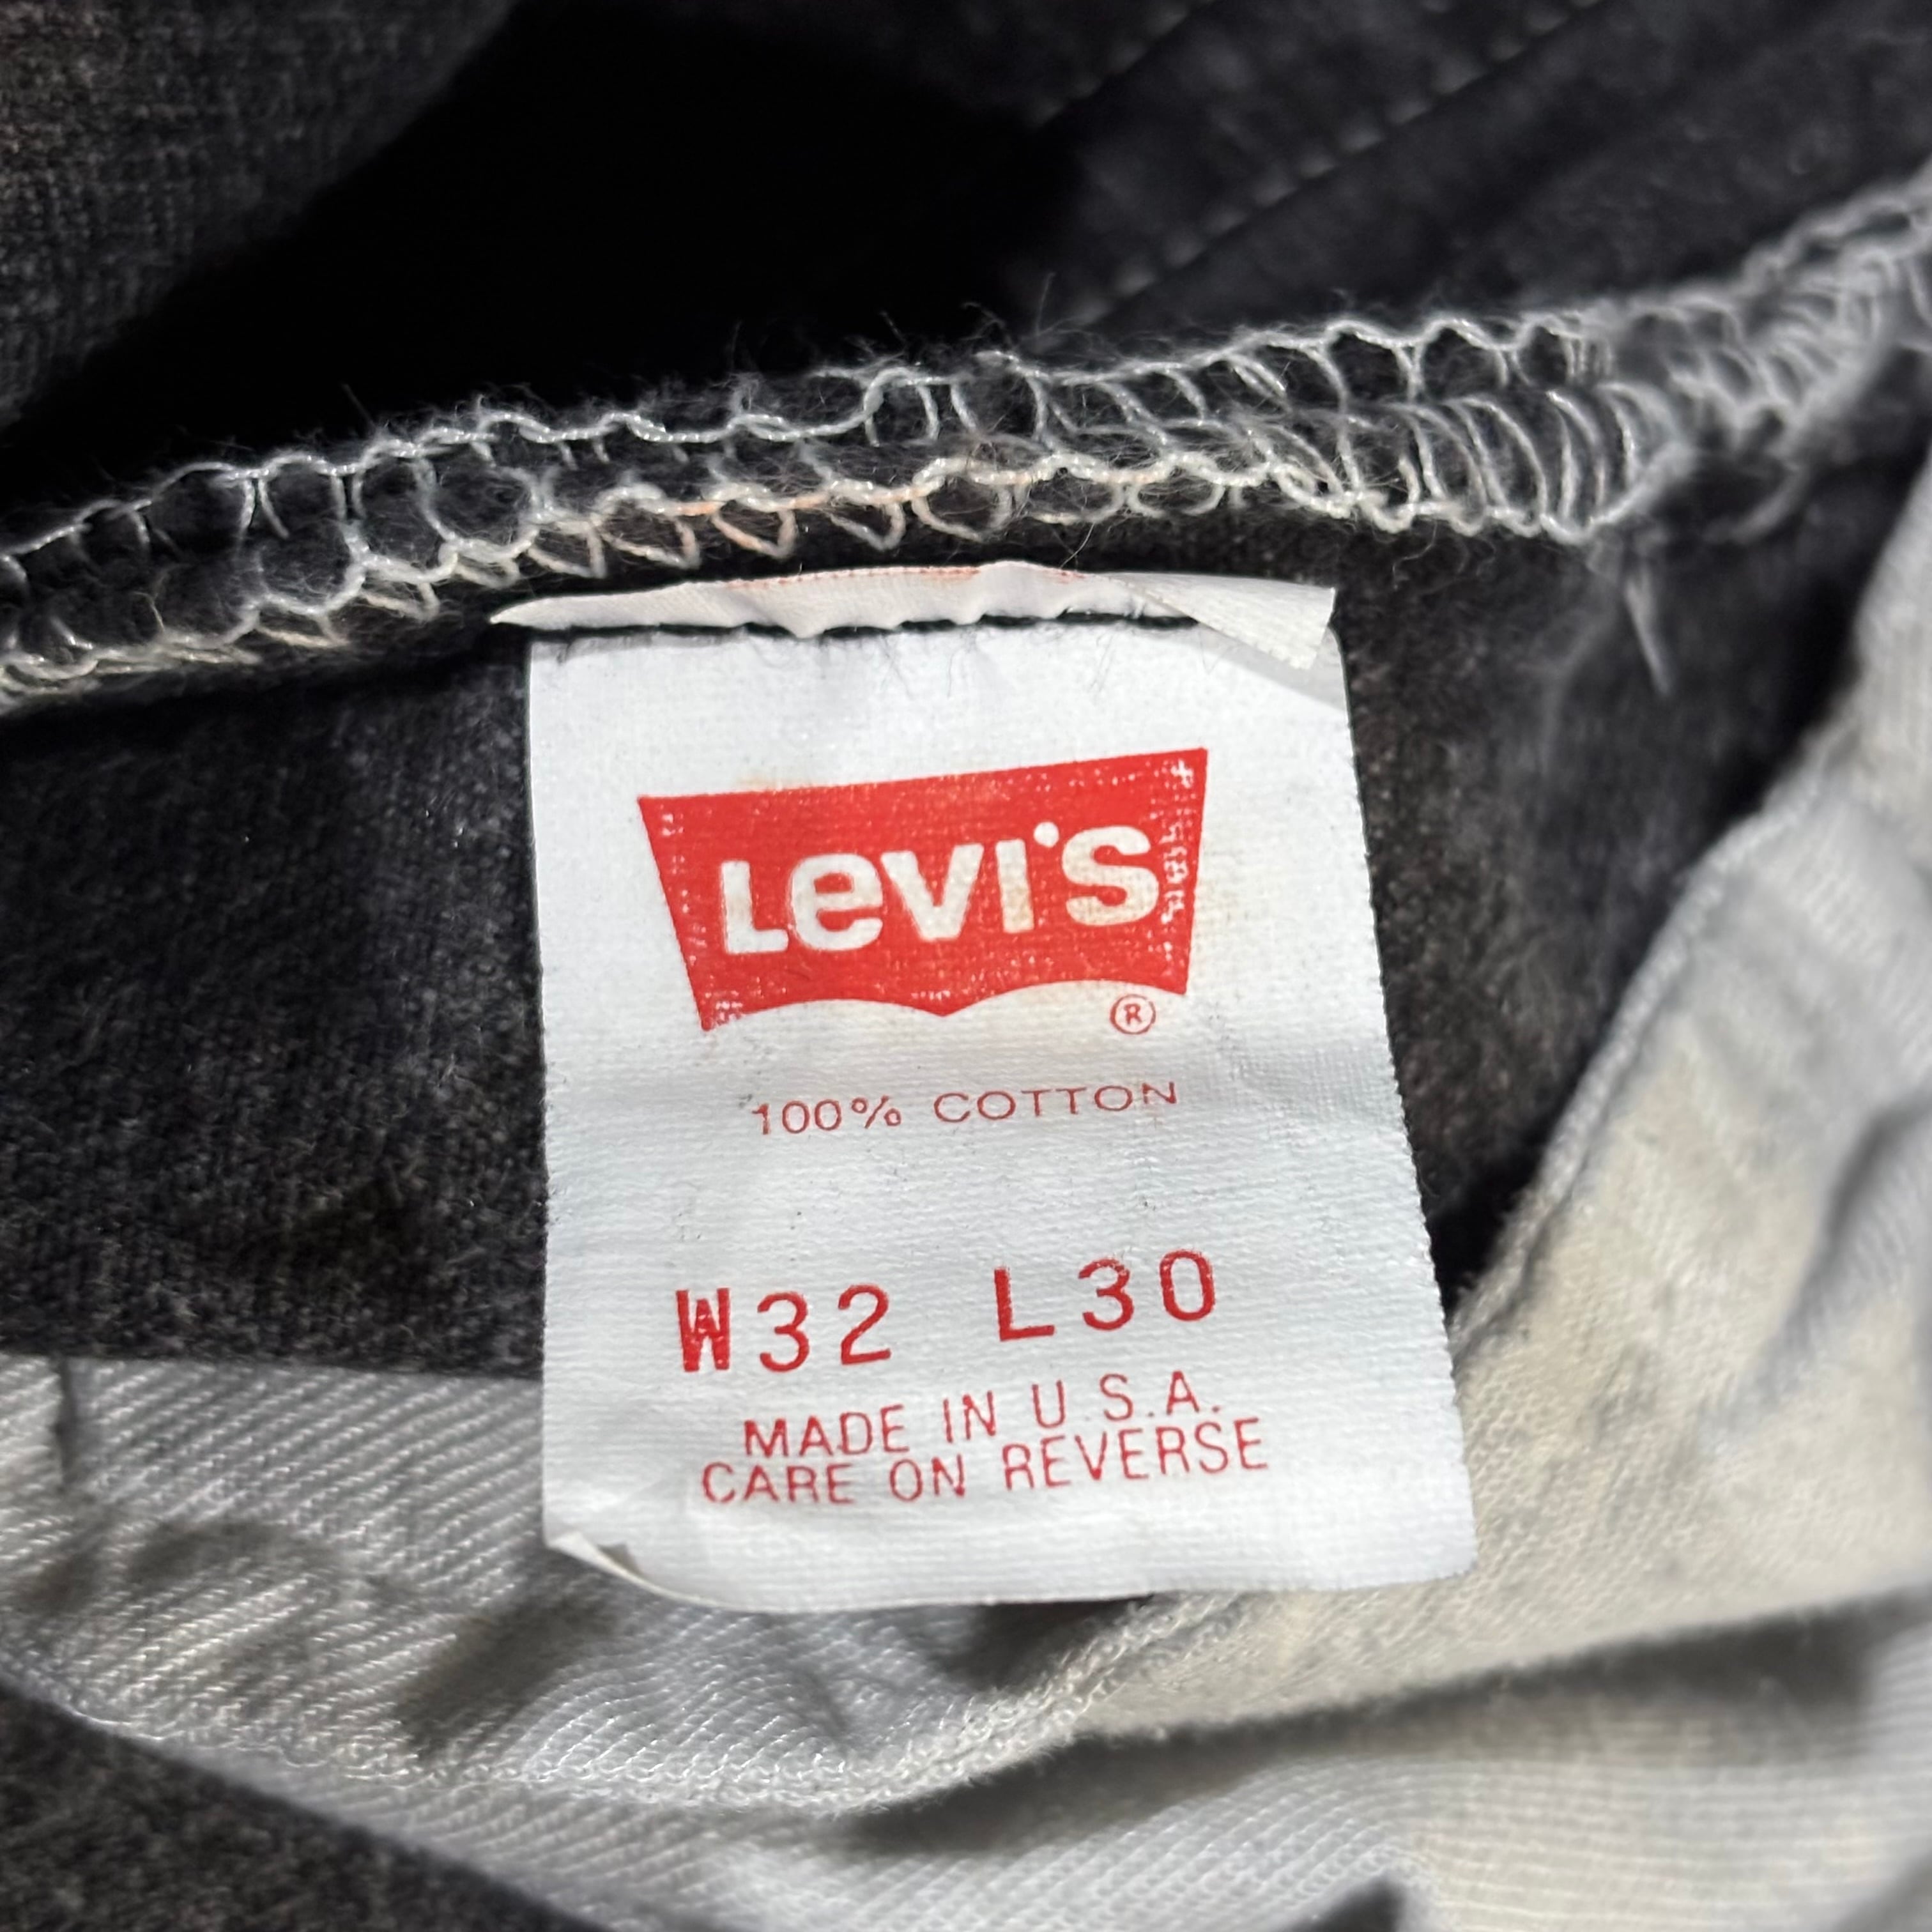 Levi's
®
100% COTTON
W32 L30
MADE IN U.S.A.
CARE ON REVERSE